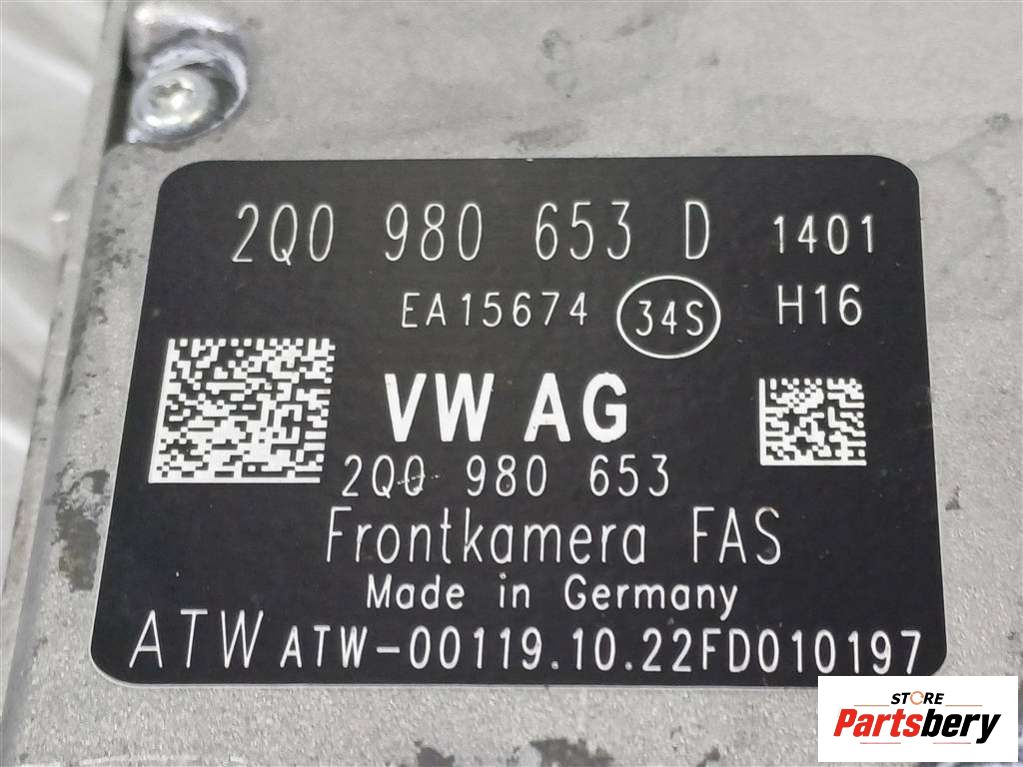 2Q0 980 653 D 1401
EA15674 34S H16
VW AG
2Q0 980 653
Frontkamera FAS
Made in Germany
ATW ATW-00119.10.22FD010197
STORE
Partsbery